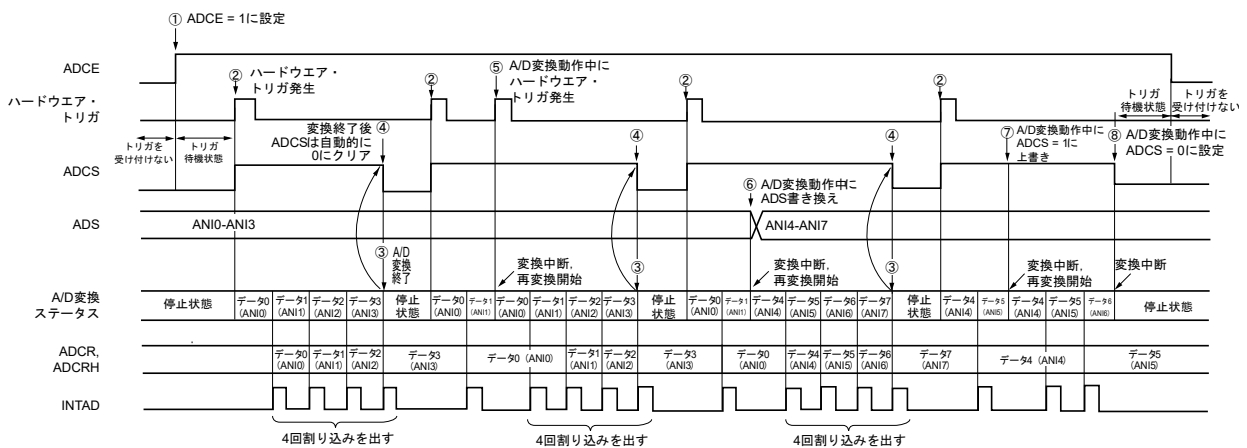 ① ADCE = 1に設定
ADCE
② ハードウエア・
トリガ発生
②
⑤ A/D変換動作中に
ハードウエア・
トリガ発生
②
②
ハードウエア・
トリガ
トリガを
受け付けない
トリガ
待機状態
変換終了後
ADCSは自動的に
0にクリア
④
④
④
トリガ
待機状態
トリガを
受け付けない
⑦ A/D変換動作中に
ADCS = 1に
上書き
⑧ A/D変換動作中に
ADCS = 0に設定
ADCS
⑥ A/D変換動作中に
ADS書き換え
ADS
ANI0-ANI3
ANI4-ANI7
③ A/D
変換
終了
変換中断,
再変換開始
③
変換中断,
再変換開始
③
変換中断,
再変換開始
変換中断
A/D変換
ステータス
停止状態
データ0
(ANI0)
データ1
(ANI1)
データ2
(ANI2)
データ3
(ANI3)
停止
状態
データ0
(ANI0)
データ1
(ANI1)
データ0
(ANI0)
データ1
(ANI1)
データ2
(ANI2)
データ3
(ANI3)
停止
状態
データ0
(ANI0)
データ1
(ANI1)
データ4
(ANI4)
データ5
(ANI5)
データ6
(ANI6)
データ7
(ANI7)
停止
状態
データ4
(ANI4)
データ5
(ANI5)
データ4
(ANI4)
データ5
(ANI5)
データ6
(ANI6)
停止状態
ADCR,
ADCRH
データ0
(ANI0)
データ1
(ANI1)
データ2
(ANI2)
データ3
(ANI3)
データ0 (ANI0)
データ1
(ANI1)
データ2
(ANI2)
データ3
(ANI3)
データ0
(ANI0)
データ4
(ANI4)
データ5
(ANI5)
データ6
(ANI6)
データ7
(ANI7)
データ4 (ANI4)
データ5
(ANI5)
INTAD
4回割り込みを出す
4回割り込みを出す
4回割り込みを出す